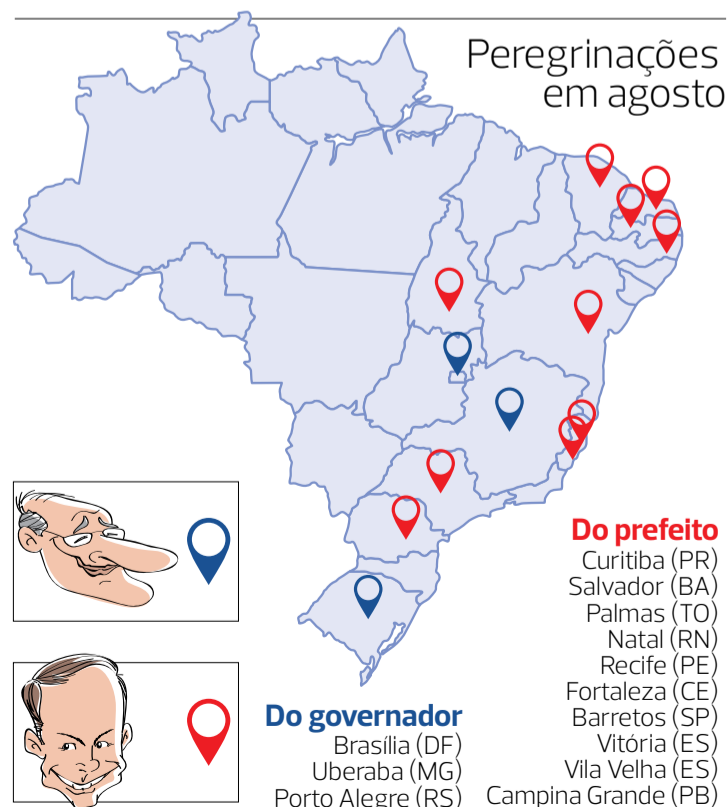 Peregrinações
em agosto
Do governador
Brasília (DF)
Uberaba (MG)
Porto Alegre (RS)
Do prefeito
Curitiba (PR)
Salvador (BA)
Palmas (TO)
Natal (RN)
Recife (PE)
Fortaleza (CE)
Barretos (SP)
Vitória (ES)
Vila Velha (ES)
Campina Grande (PB)